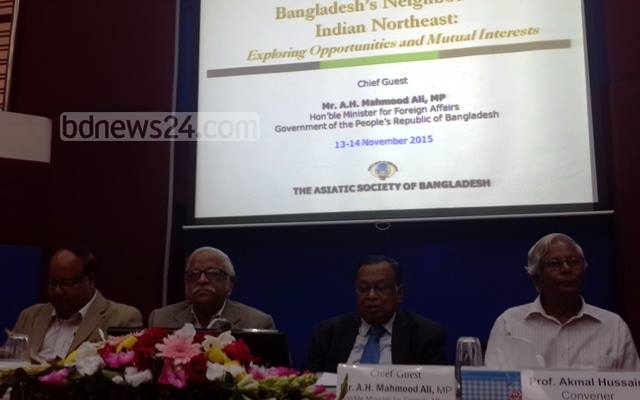 Bangladesh's
Indian Northeast:
Exploring Opportunities and Mutual Interests
Chief Guest
Mr. A.H. Mahmood Ali, MP
Hon'ble Minister for Foreign Affairs
Government of the People's Republic of Bangladesh
13-14 November 2015
THE ASIATIC SOCIETY OF BANGLADESH
bdnews24.com
Chief Guest
Mr. A.H. Mahmood Ali, MP
Prof. Akmal Hussain
Convener